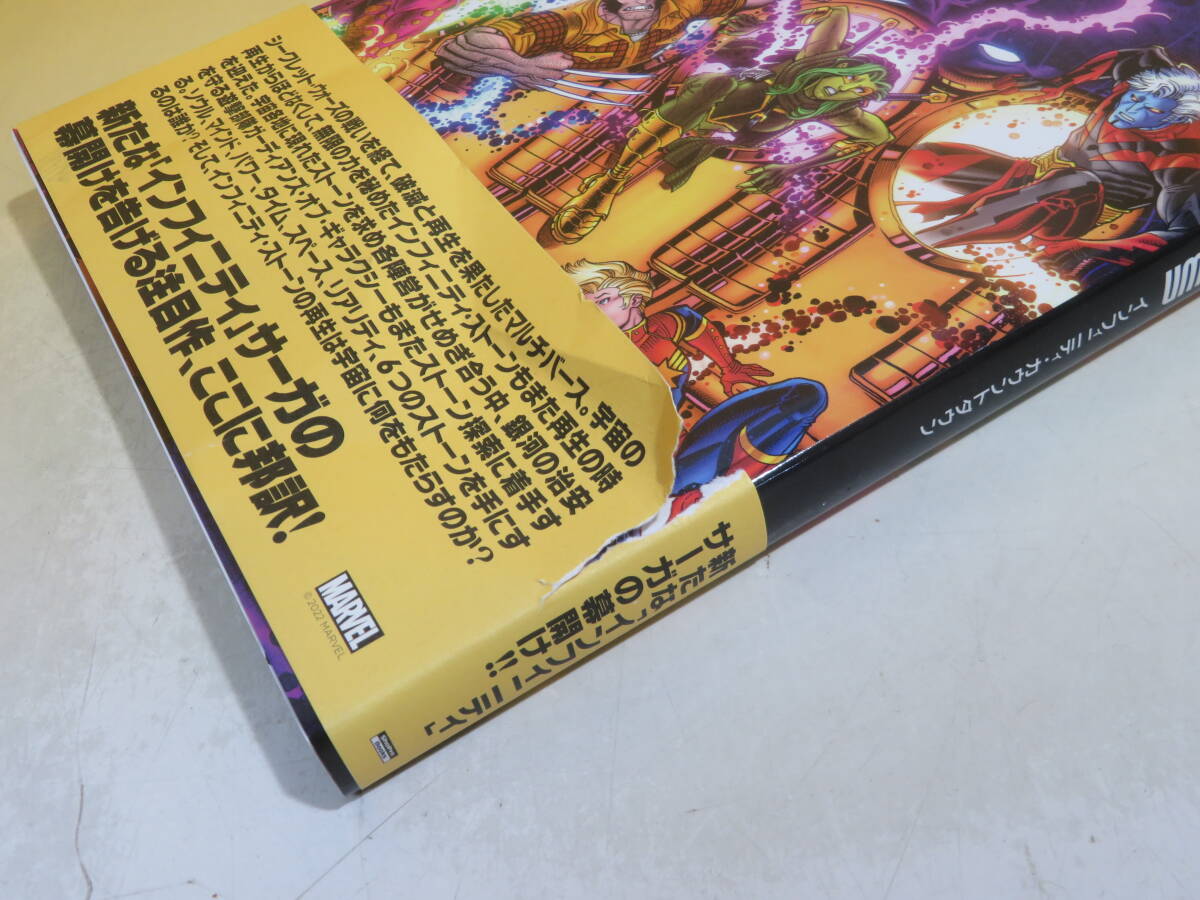 シークレット・ウォーズの戦いを経て、破壊と再生を果たしたマルチバース。宇宙の
再生からほどなくして、無限の力を秘めたインフィニティ・ストーンもまた再生の時
を迎えた。宇宙各地に現れたストーンを求め各陣営がせめぎ合う中、銀河の治安
を守る遊撃隊ガーディアンズ・オブ・ギャラクシーもまたストーン探索に着手す
る。ソウル、マインド、パワー、タイム、スペース、リアリティ、6つのストーンを手にす
るのは誰か？そして、インフィニティ・ストーンの再生は宇宙に何をもたらすのか？
新たな「インフィニティ」サーガの
幕開けを告げる注目作、ここに邦訳！
MARVEL
©2022 MARVEL
新たな「インフィニティ」
サーガの幕開け!!
インフィニティ・カウントダウン